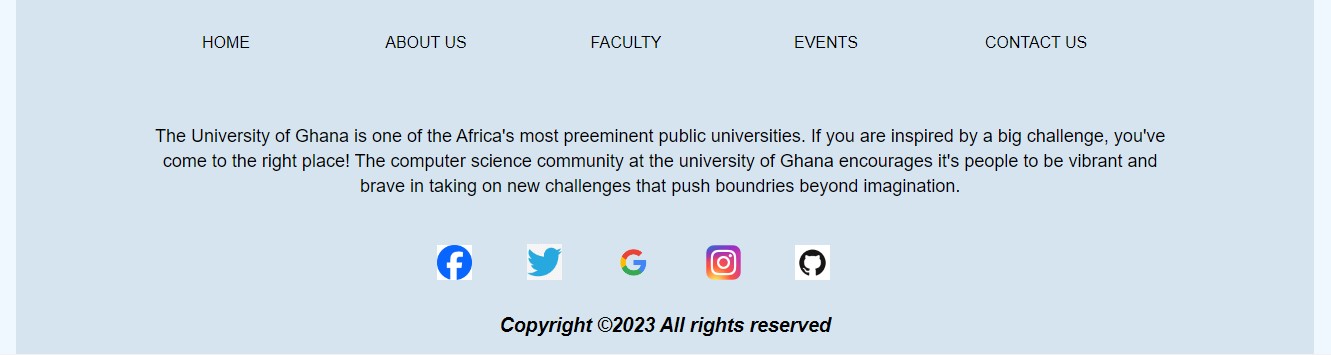 HOME ABOUT US FACULTY EVENTS CONTACT US
The University of Ghana is one of the Africa's most preeminent public universities. If you are inspired by a big challenge, you've
come to the right place! The computer science community at the university of Ghana encourages it's people to be vibrant and
brave in taking on new challenges that push boundries beyond imagination.
Copyright ©2023 All rights reserved